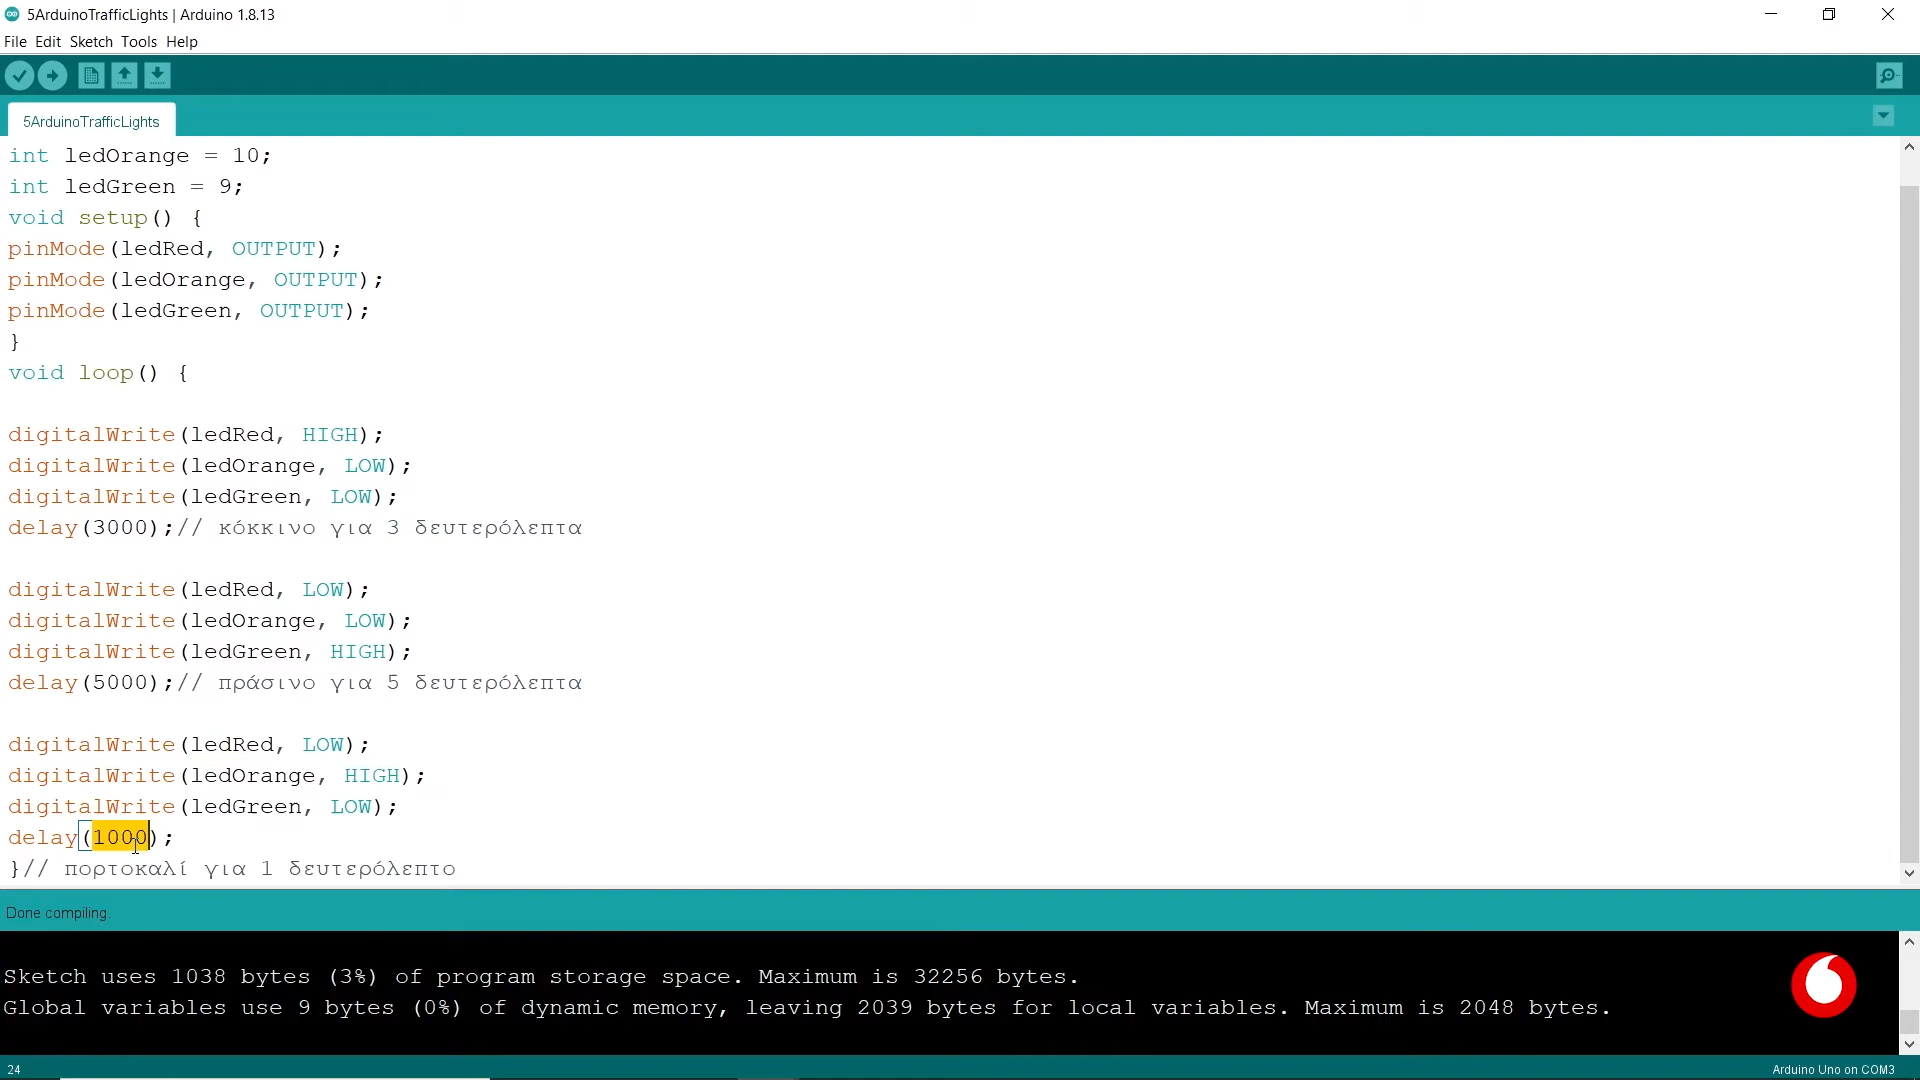 5ArduinoTrafficLights | Arduino 1.8.13
File Edit Sketch Tools Help
5ArduinoTrafficLights
int ledOrange = 10;
int ledGreen = 9;
void setup() {
pinMode(ledRed, OUTPUT);
pinMode(ledOrange, OUTPUT);
pinMode(ledGreen, OUTPUT);
}
void loop() {
digitalWrite(ledRed, HIGH);
digitalWrite(ledOrange, LOW);
digitalWrite(ledGreen, LOW);
delay(3000);// κόκκινο για 3 δευτερόλεπτα
digitalWrite(ledRed, LOW);
digitalWrite(ledOrange, LOW);
digitalWrite(ledGreen, HIGH);
delay(5000);// πράσινο για 5 δευτερόλεπτα
digitalWrite(ledRed, LOW);
digitalWrite(ledOrange, HIGH);
digitalWrite(ledGreen, LOW);
delay(1000);
}// πορτοκαλί για 1 δευτερόλεπτο
Done compiling.
Sketch uses 1038 bytes (3%) of program storage space. Maximum is 32256 bytes.
Global variables use 9 bytes (0%) of dynamic memory, leaving 2039 bytes for local variables. Maximum is 2048 bytes.
24
Arduino Uno on COM3